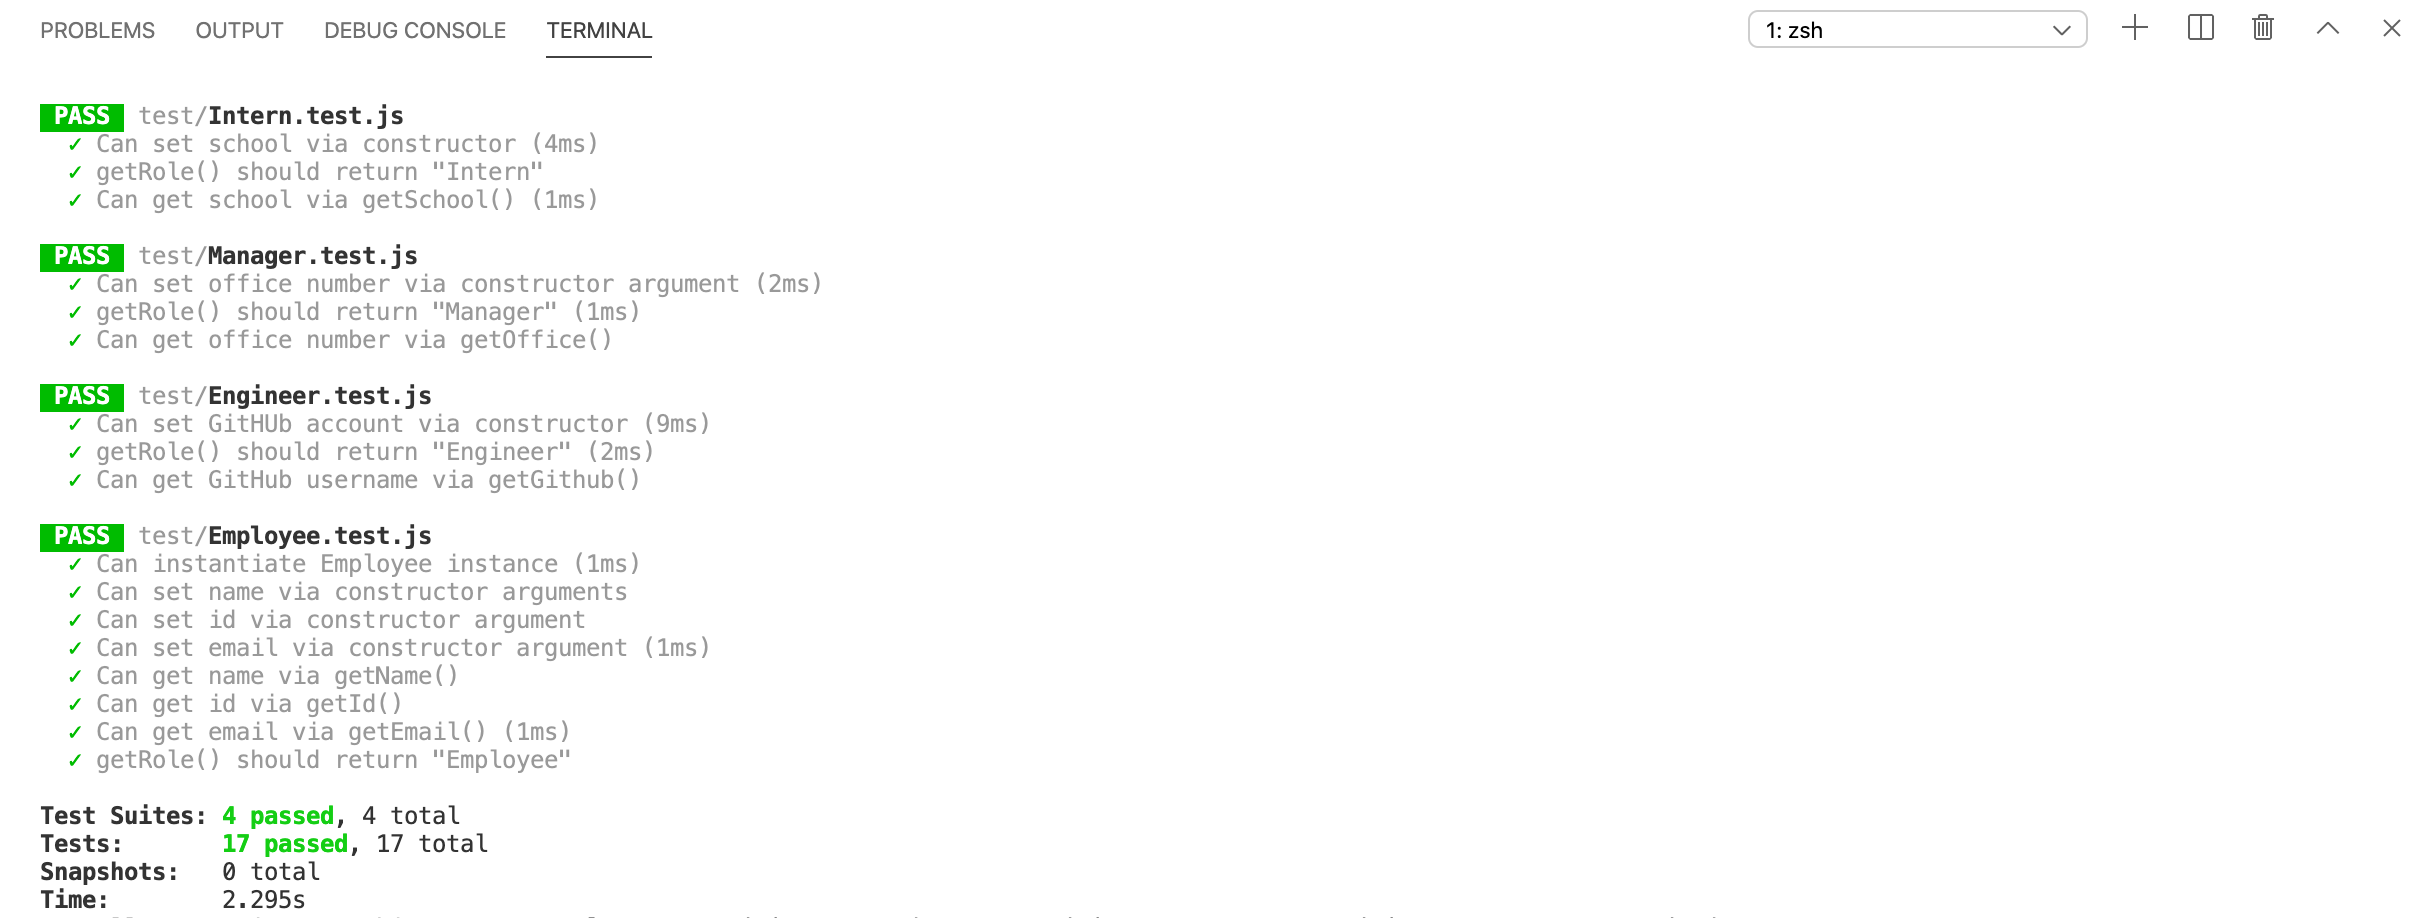 PROBLEMS OUTPUT DEBUG CONSOLE TERMINAL 1: zsh
PASS test/Intern.test.js
✓ Can set school via constructor (4ms)
✓ getRole() should return "Intern"
✓ Can get school via getSchool() (1ms)
PASS test/Manager.test.js
✓ Can set office number via constructor argument (2ms)
✓ getRole() should return "Manager" (1ms)
✓ Can get office number via getOffice()
PASS test/Engineer.test.js
✓ Can set GitHUb account via constructor (9ms)
✓ getRole() should return "Engineer" (2ms)
✓ Can get GitHub username via getGithub()
PASS test/Employee.test.js
✓ Can instantiate Employee instance (1ms)
✓ Can set name via constructor arguments
✓ Can set id via constructor argument
✓ Can set email via constructor argument (1ms)
✓ Can get name via getName()
✓ Can get id via getId()
✓ Can get email via getEmail() (1ms)
✓ getRole() should return "Employee"
Test Suites: 4 passed, 4 total
Tests: 17 passed, 17 total
Snapshots: 0 total
Time: 2.295s